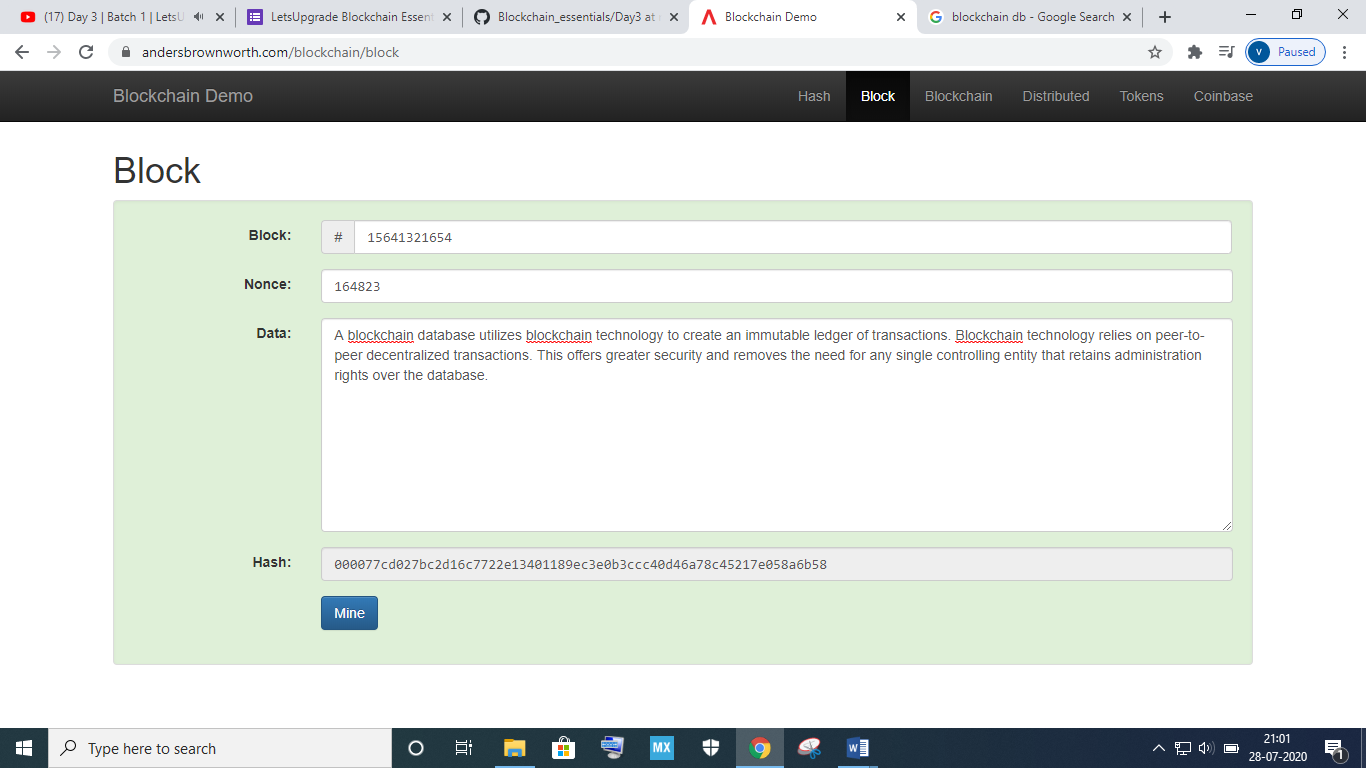 (17) Day 3 | Batch 1 | LetsU
LetsUpgrade Blockchain Essent
Blockchain_essentials/Day3 at
Blockchain Demo
blockchain db - Google Search
andersbrownworth.com/blockchain/block
V Paused
Blockchain Demo
Hash
Block
Blockchain
Distributed
Tokens
Coinbase
Block
Block:
# 15641321654
Nonce:
164823
Data:
A blockchain database utilizes blockchain technology to create an immutable ledger of transactions. Blockchain technology relies on peer-to-
peer decentralized transactions. This offers greater security and removes the need for any single controlling entity that retains administration
rights over the database.
Hash:
000077cd027bc2d16c7722e13401189ec3e0b3ccc40d46a78c45217e058a6b58
Mine
Type here to search
MX
21:01
28-07-2020
1